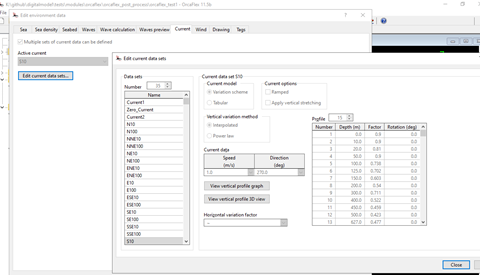 K:\github\digitalmodel\tests\modules\orcaflex\orcaflex_post_process\orcaflex_test1 - OrcaFlex 11.5b
File
Edit environment data
Sea Sea density Seabed Waves Wave calculation Waves preview Current Wind Drawing Tags
Multiple sets of current data can be defined
Active current
S10
Edit current data sets...
Edit current data sets
Data sets
Number 35
Name
Current1
Zero_Current
Current2
N10
N100
NNE10
NNE100
NE10
NE100
ENE10
ENE100
E10
E100
ESE10
ESE100
SE10
SE100
SSE10
SSE100
S10
Current data set S10
Current model
Variation scheme
Tabular
Current options
Ramped
Apply vertical stretching
Vertical variation method
Interpolated
Power law
Current data
Speed Direction
(m/s) (deg)
1.0 270.0
View vertical profile graph
View vertical profile 3D view
Horizontal variation factor
~
Profile 15
Number Depth (m) Factor Rotation (deg)
1 0.0 0.9 0.0
2 10.0 0.9 0.0
3 20.0 0.81 0.0
4 50.0 0.9 0.0
5 100.0 0.738 0.0
6 125.0 0.702 0.0
7 150.0 0.603 0.0
8 200.0 0.54 0.0
9 300.0 0.711 0.0
10 400.0 0.522 0.0
11 450.0 0.459 0.0
12 500.0 0.423 0.0
13 627.0 0.477 0.0
Close